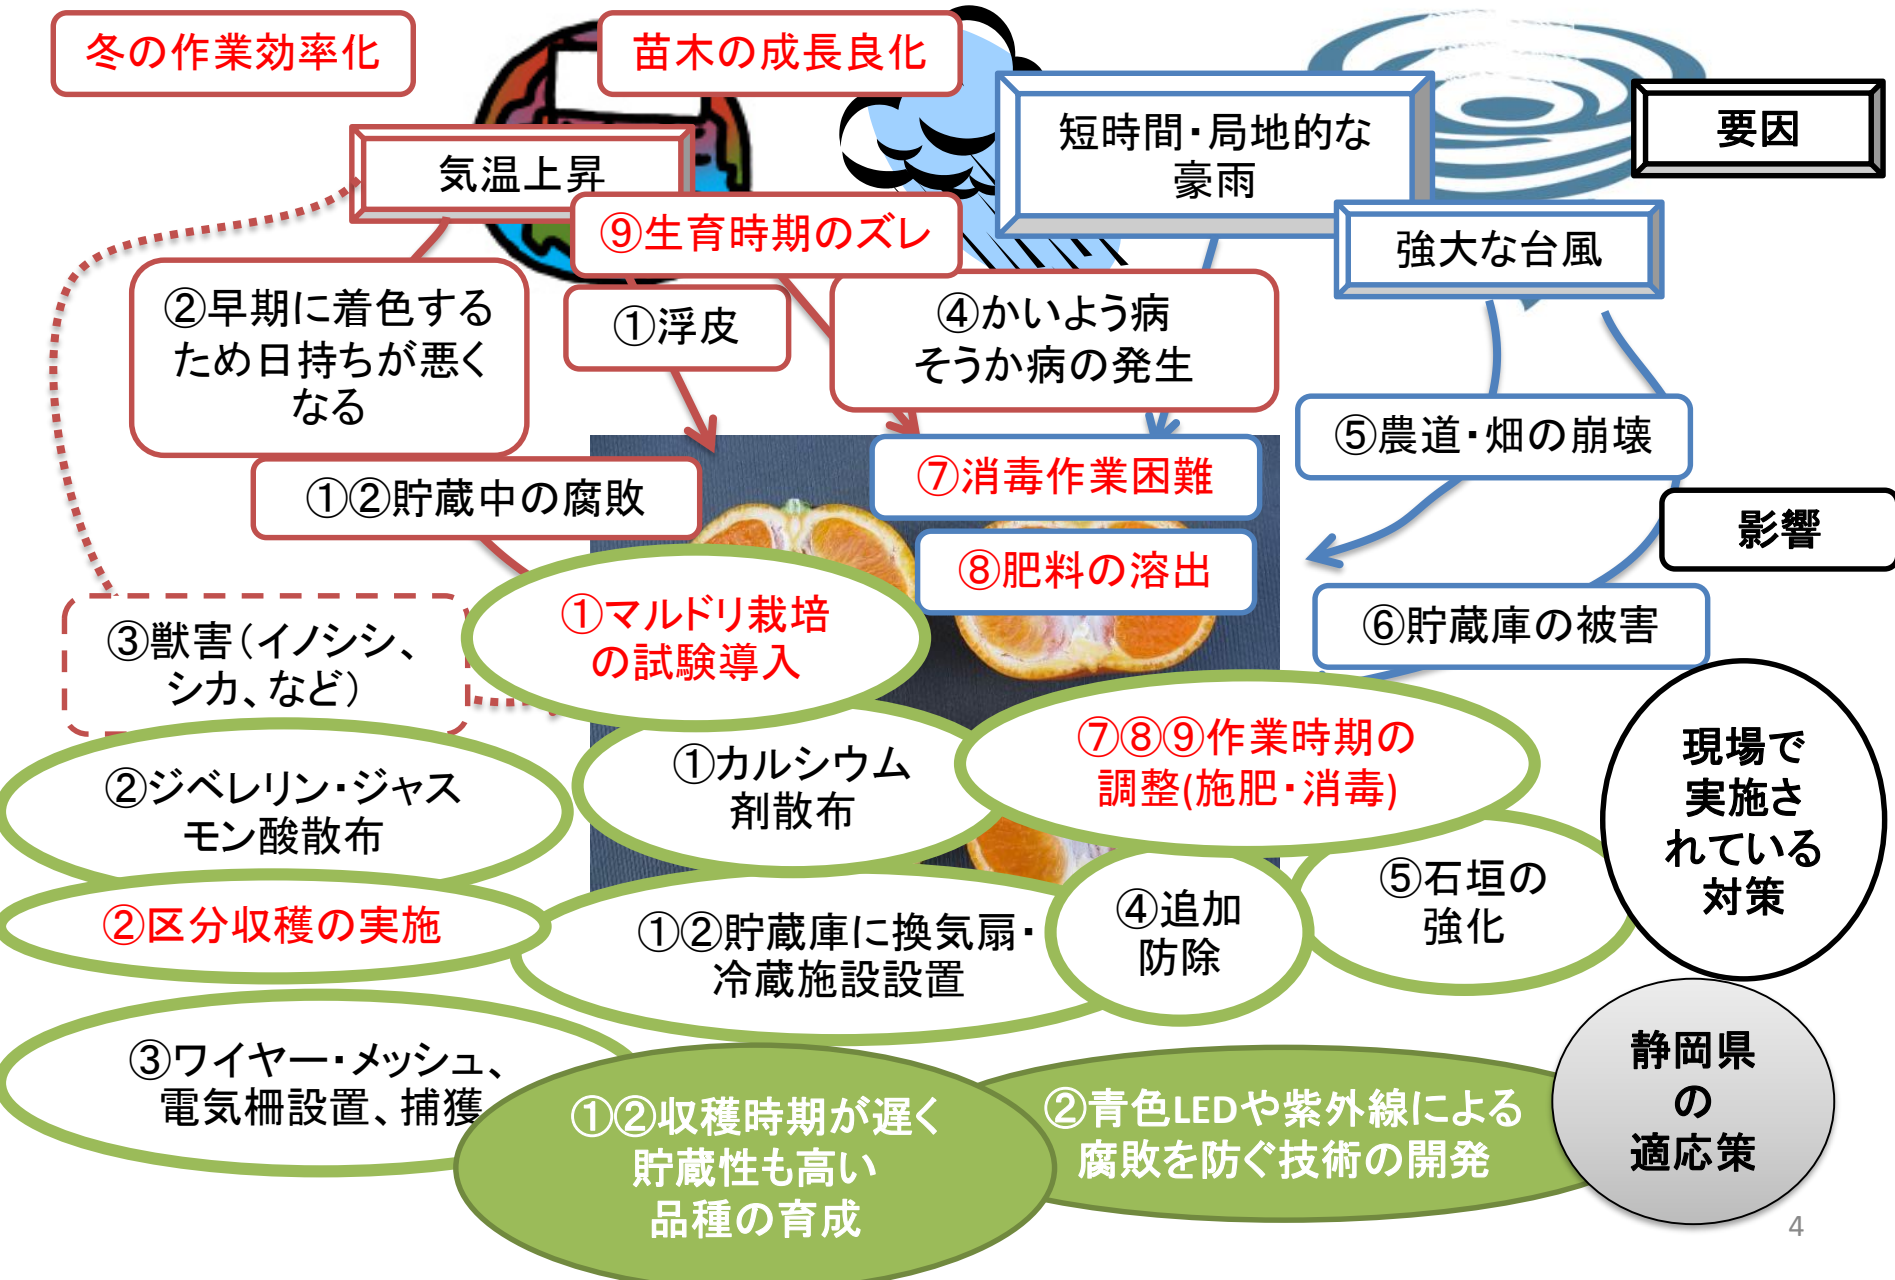 冬の作業効率化
苗木の成長良化
短時間・局地的な
豪雨
要因
気温上昇
⑨生育時期のズレ
強大な台風
②早期に着色する
ため日持ちが悪く
なる
①浮皮
④かいよう病
そうか病の発生
⑤農道・畑の崩壊
①②貯蔵中の腐敗
⑦消毒作業困難
影響
⑧肥料の溶出
①マルドリ栽培
の試験導入
③獣害(イノシシ、
シカ、など)
⑥貯蔵庫の被害
②ジベレリン・ジャス
モン酸散布
①カルシウム
剤散布
⑦⑧⑨作業時期の
調整(施肥・消毒)
現場で
実施さ
れている
対策
②区分収穫の実施
①②貯蔵庫に換気扇・
冷蔵施設設置
④追加
防除
⑤石垣の
強化
③ワイヤー・メッシュ、
電気柵設置、捕獲
①②収穫時期が遅く
貯蔵性も高い
品種の育成
②青色LEDや紫外線による
腐敗を防ぐ技術の開発
静岡県
の
適応策
4